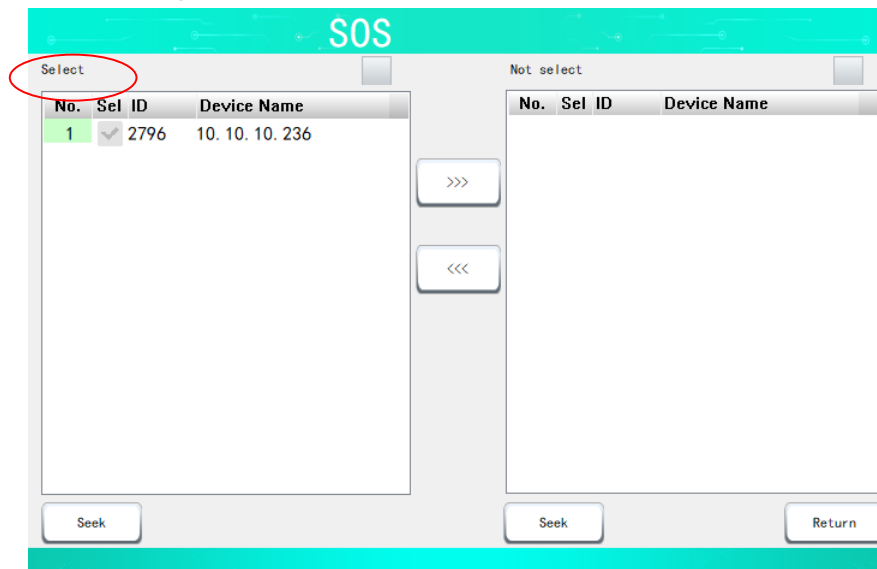 SOS
Select
Not select
No. Sel ID Device Name
1 2796 10. 10. 10. 236
No. Sel ID Device Name
>>>
<<<
Seek
Seek
Return